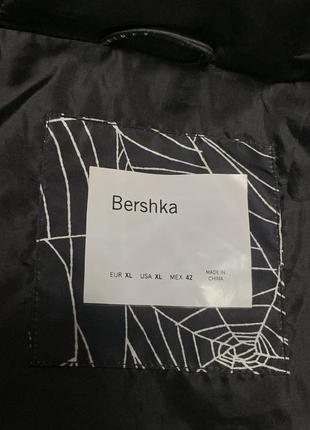 Bershka
EUR XL USA XL MEX 42 MADE IN
CHINA